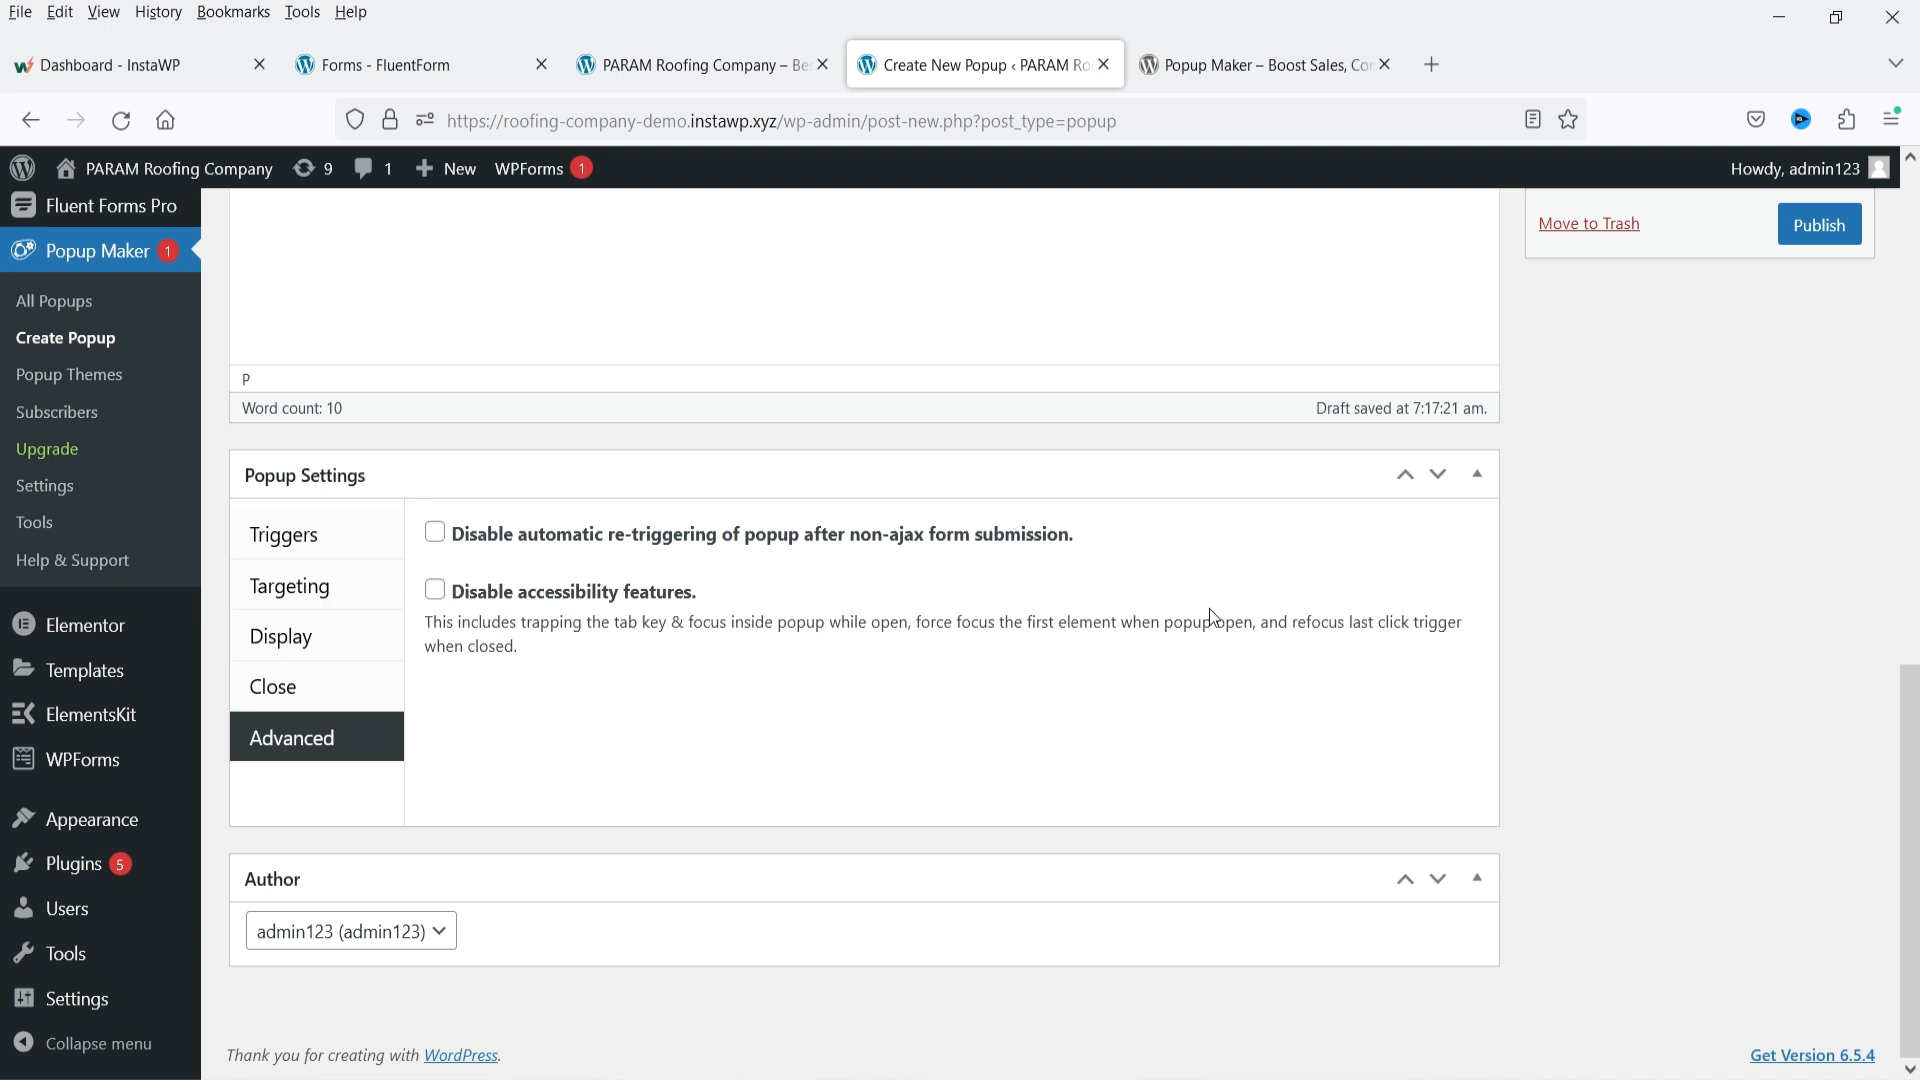 File Edit View History Bookmarks Tools Help
Dashboard - InstaWP
Forms - FluentForm
PARAM Roofing Company – Be
Create New Popup ‹ PARAM Ro
Popup Maker – Boost Sales, Con
https://roofing-company-demo.instawp.xyz/wp-admin/post-new.php?post_type=popup
PARAM Roofing Company 9 1 New WPForms 1
Howdy, admin123
Fluent Forms Pro
Popup Maker 1
All Popups
Create Popup
Popup Themes
Subscribers
Upgrade
Settings
Tools
Help & Support
Elementor
Templates
ElementsKit
WPForms
Appearance
Plugins 5
Users
Tools
Settings
Collapse menu
Move to Trash
Publish
P
Word count: 10
Draft saved at 7:17:21 am.
Popup Settings
Triggers
Targeting
Display
Close
Advanced
Disable automatic re-triggering of popup after non-ajax form submission.
Disable accessibility features.
This includes trapping the tab key & focus inside popup while open, force focus the first element when popup open, and refocus last click trigger
when closed.
Author
admin123 (admin123)
Thank you for creating with WordPress.
Get Version 6.5.4